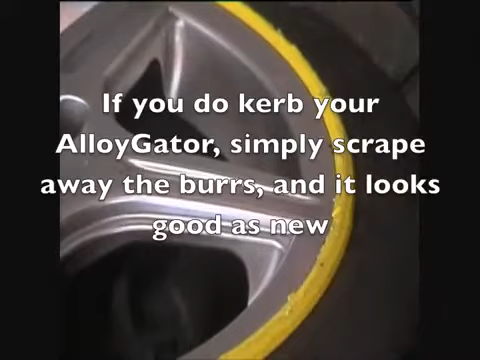 If you do kerb your
AlloyGator, simply scrape
away the burrs, and it looks
good as new